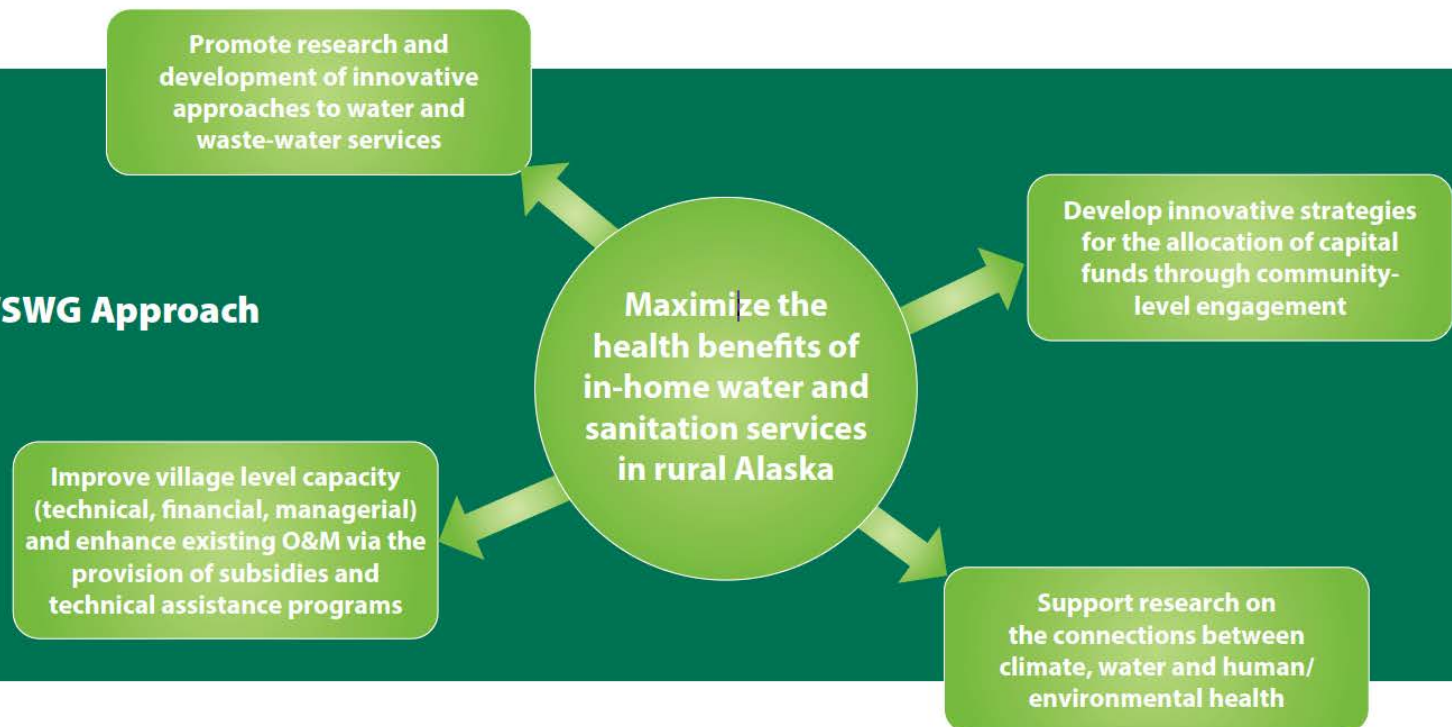 Promote research and
development of innovative
approaches to water and
waste-water services
Develop innovative strategies
for the allocation of capital
funds through community-
level engagement
SWG Approach
Maximize the
health benefits of
in-home water and
sanitation services
in rural Alaska
Improve village level capacity
(technical, financial, managerial)
and enhance existing O&M via the
provision of subsidies and
technical assistance programs
Support research on
the connections between
climate, water and human/
environmental health